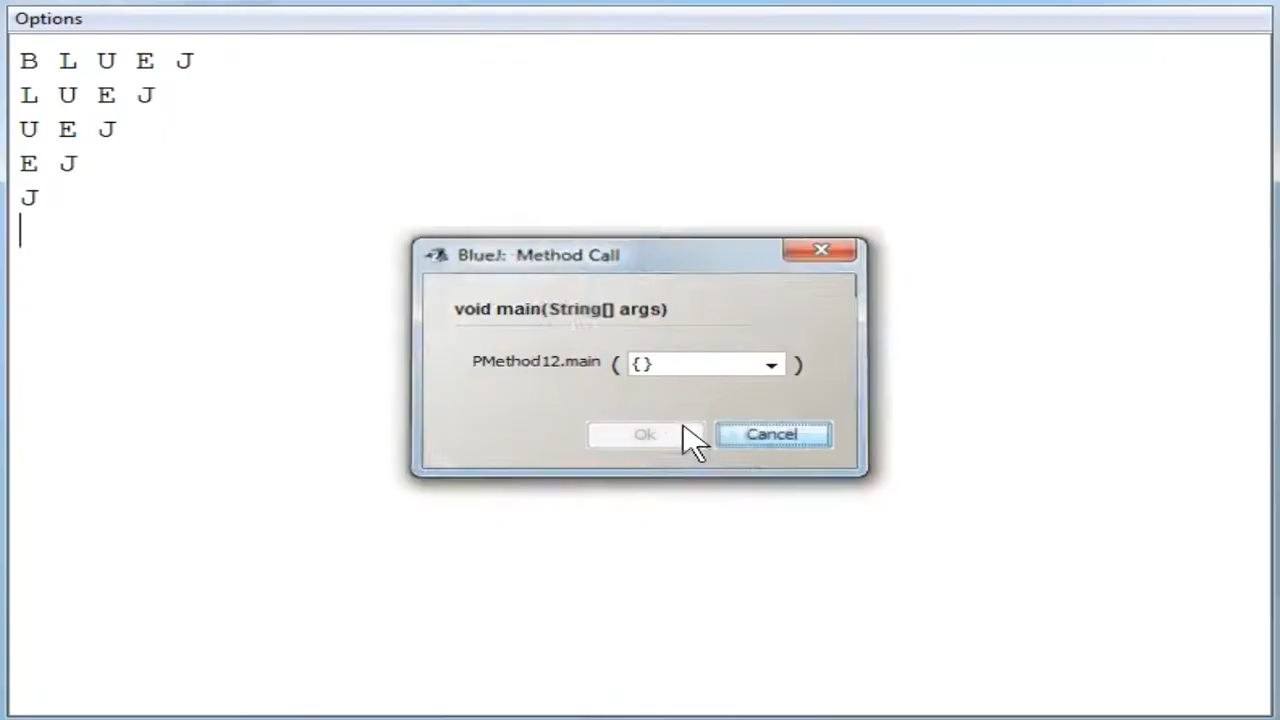 Options
B L U E J
L U E J
U E J
E J
J
BlueJ: Method Call
void main(String[] args)
PMethod12.main ( {} )
Ok Cancel